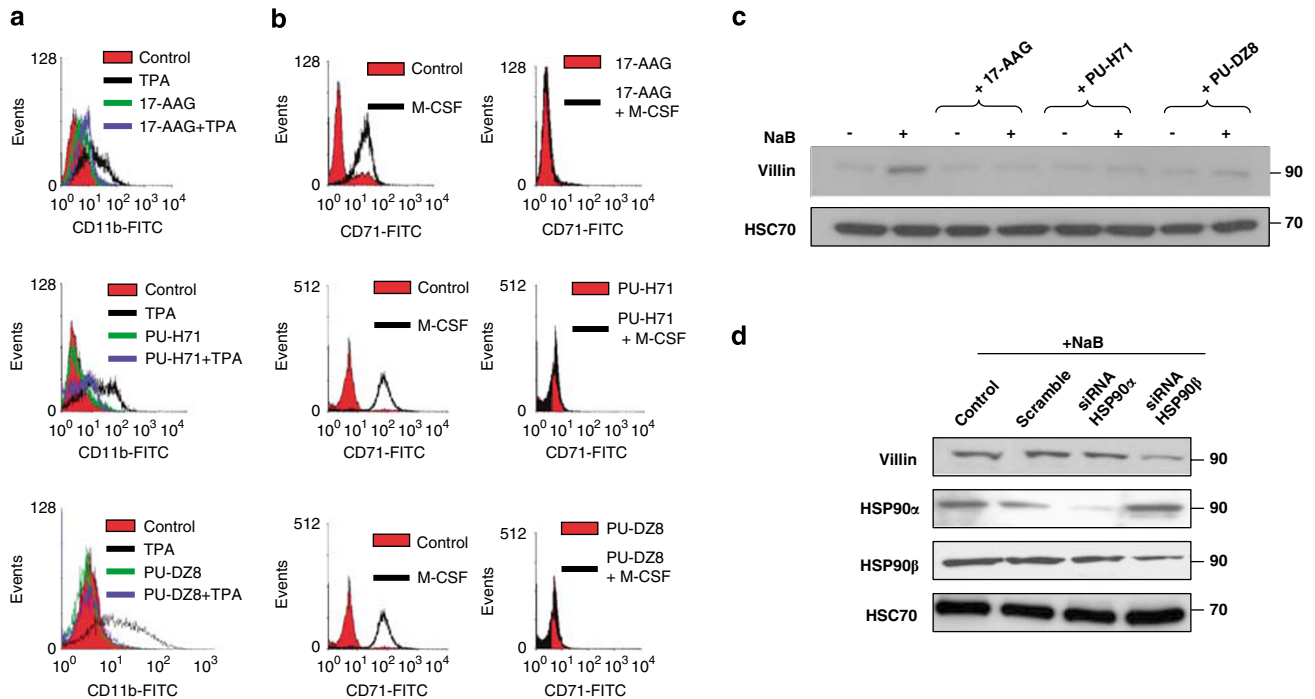 a
128
Events
0
Control
TPA
17-AAG
17-AAG+TPA
10^0 10^1 10^2 10^3 10^4
CD11b-FITC
128
Events
0
Control
TPA
PU-H71
PU-H71+TPA
10^0 10^1 10^2 10^3 10^4
CD11b-FITC
128
Events
0
Control
TPA
PU-DZ8
PU-DZ8+TPA
10^0 10^1 10^2 10^3
CD11b-FITC
b
128
Events
0
Control
M-CSF
10^0 10^1 10^2 10^3 10^4
CD71-FITC
128
Events
0
17-AAG
17-AAG
+ M-CSF
10^0 10^1 10^2 10^3 10^4
CD71-FITC
512
Events
0
Control
M-CSF
10^0 10^1 10^2 10^3 10^4
CD71-FITC
512
Events
0
PU-H71
PU-H71
+ M-CSF
10^0 10^1 10^2 10^3 10^4
CD71-FITC
512
Events
0
Control
M-CSF
10^0 10^1 10^2 10^3 10^4
CD71-FITC
512
Events
0
PU-DZ8
PU-DZ8
+ M-CSF
10^0 10^1 10^2 10^3 10^4
CD71-FITC
c
+ 17-AAG + PU-H71 + PU-DZ8
NaB - + - + - + - +
Villin 90
HSC70 70
d
+NaB
Control Scramble siRNA HSP90α siRNA HSP90β
Villin 90
HSP90α 90
HSP90β 90
HSC70 70